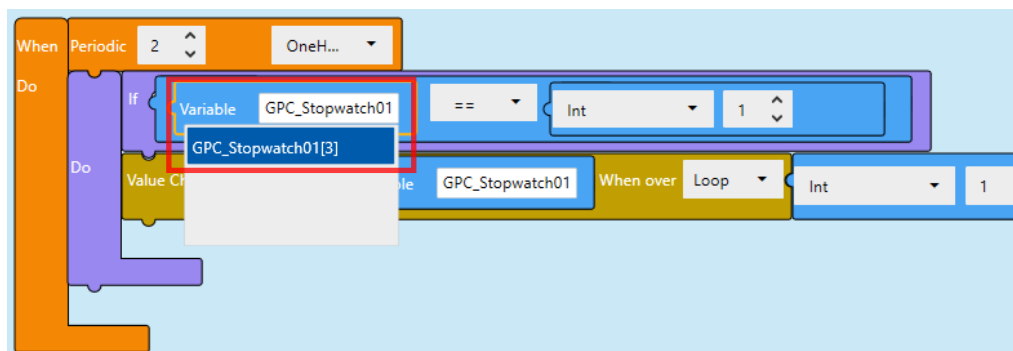 When Periodic 2 OneH...
Do
If Variable GPC_Stopwatch01 == Int 1
GPC_Stopwatch01[3]
Do Value Ch GPC_Stopwatch01 When over Loop Int 1